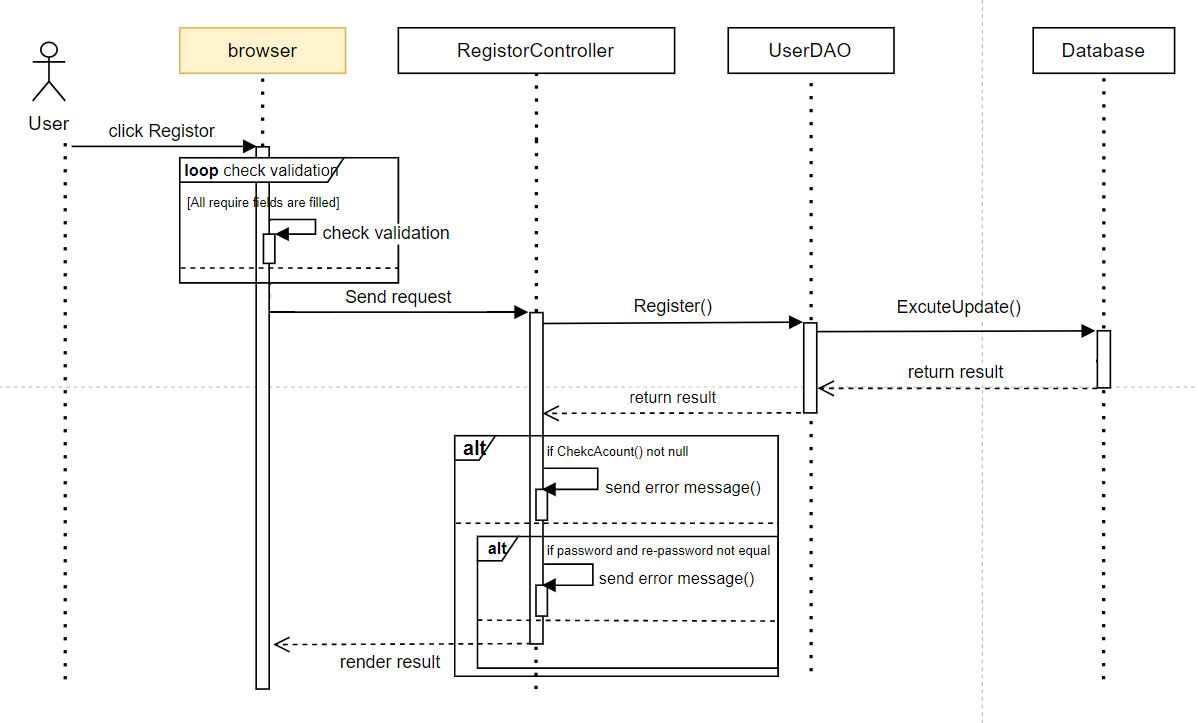 browser
RegistorController
UserDAO
Database
User
click Registor
loop check validation
[All require fields are filled]
check validation
Send request
Register()
ExcuteUpdate()
return result
return result
alt
if ChekcAcount() not null
send error message()
alt
if password and re-password not equal
send error message()
render result